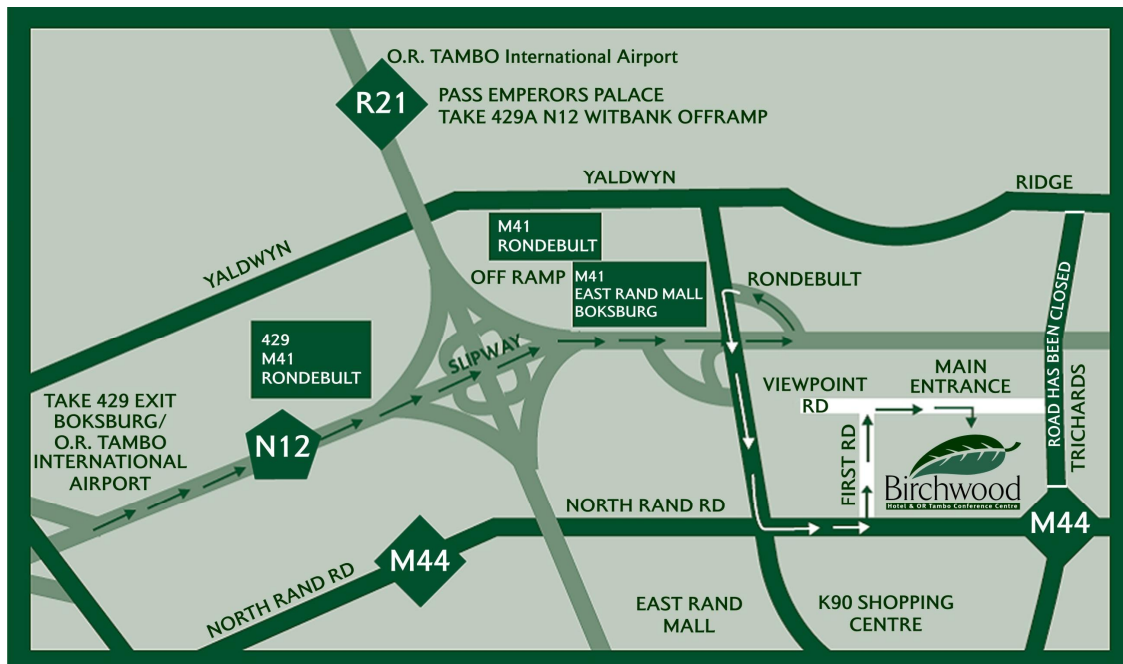 O.R. TAMBO International Airport
R21
PASS EMPERORS PALACE
TAKE 429A N12 WITBANK OFFRAMP
YALDWYN
RIDGE
M41
RONDEBULT
YALDWYN
OFF RAMP
M41
EAST RAND MALL
BOKSBURG
RONDEBULT
429
M41
RONDEBULT
SLIPWAY
ROAD HAS BEEN CLOSED
TRICHARDS
MAIN
ENTRANCE
VIEWPOINT
RD
TAKE 429 EXIT
BOKSBURG/
O.R. TAMBO
INTERNATIONAL
AIRPORT
N12
FIRST RD
Birchwood
Hotel & OR Tambo Conference Centre
NORTH RAND RD
M44
M44
NORTH RAND RD
EAST RAND
MALL
K90 SHOPPING
CENTRE